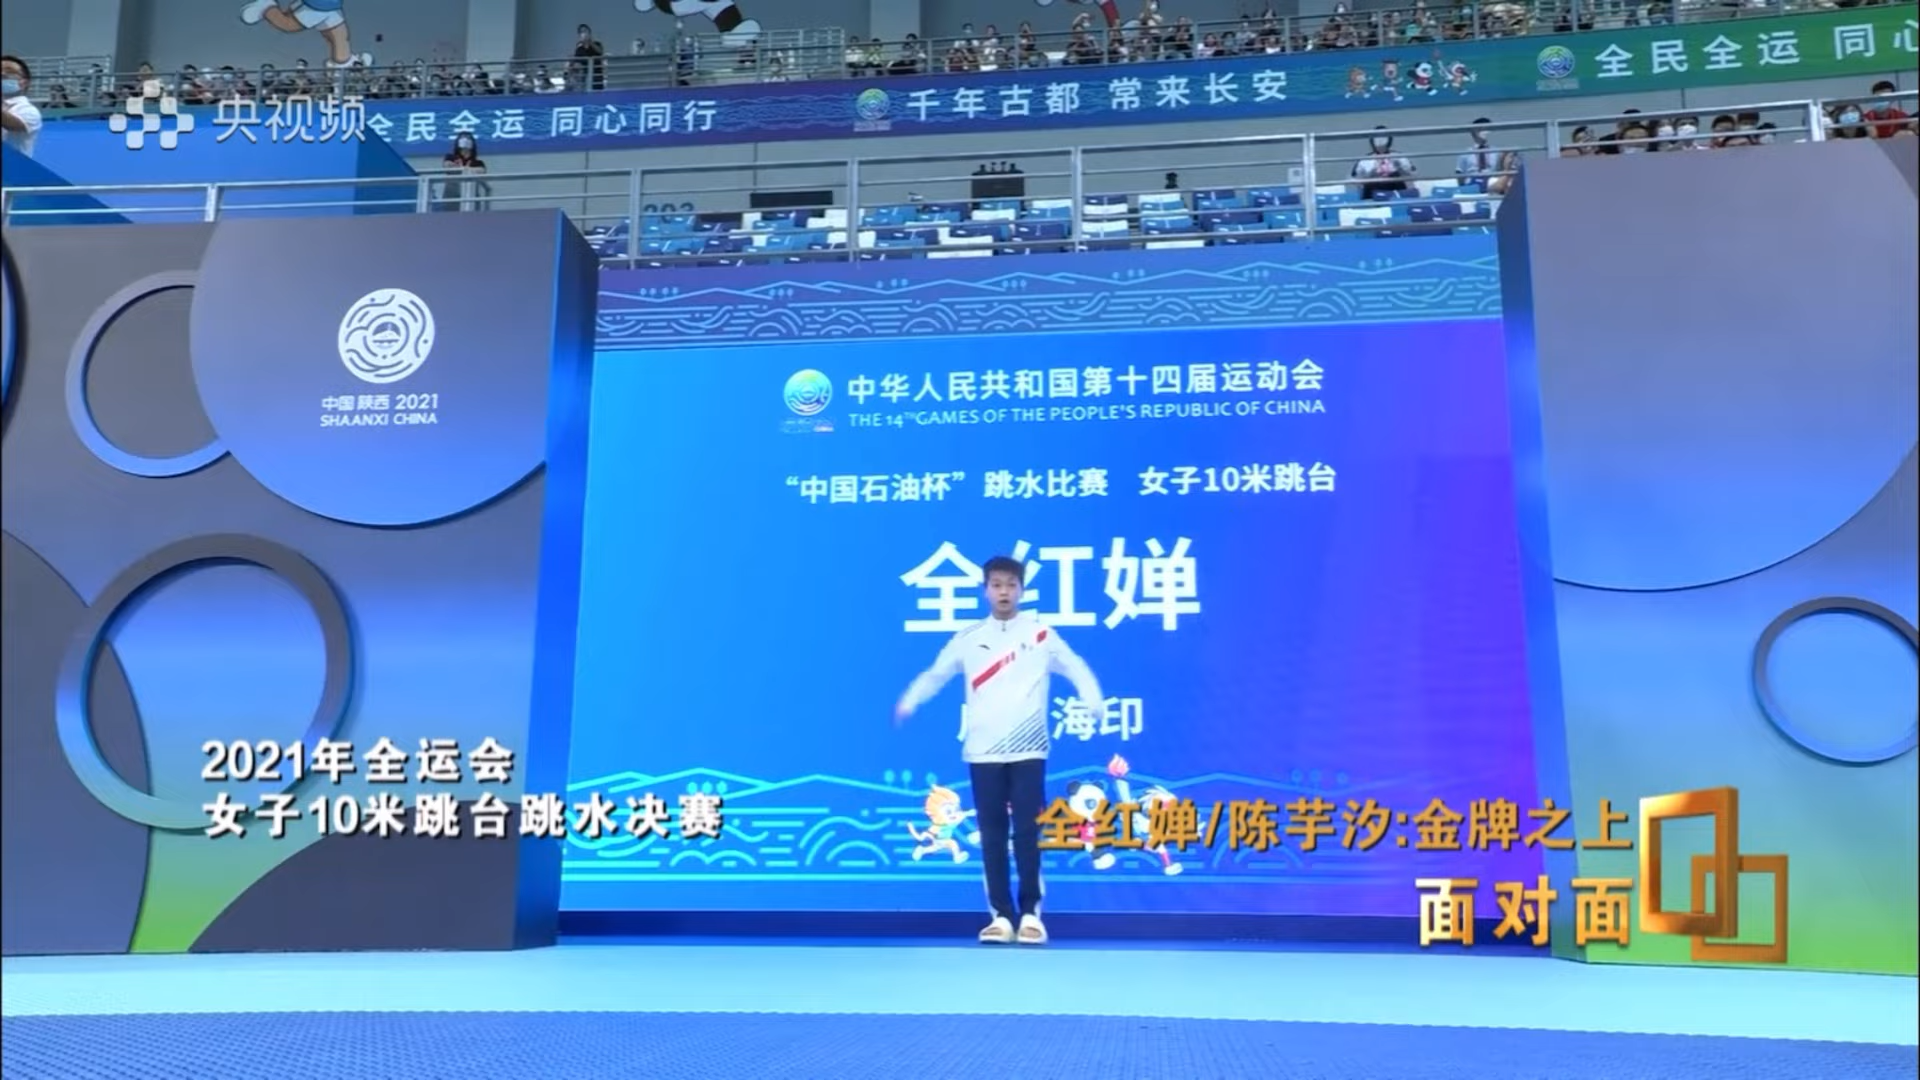 全民全运 同心
千年古都 常来长安
全民全运 同心同行
央视频
中国 陕西 2021
SHAANXI CHINA
中华人民共和国第十四届运动会
THE 14TH GAMES OF THE PEOPLE'S REPUBLIC OF CHINA
“中国石油杯”跳水比赛 女子10米跳台
全红婵
海印
2021年全运会
女子10米跳台跳水决赛
全红婵/陈芋汐:金牌之上
面对面